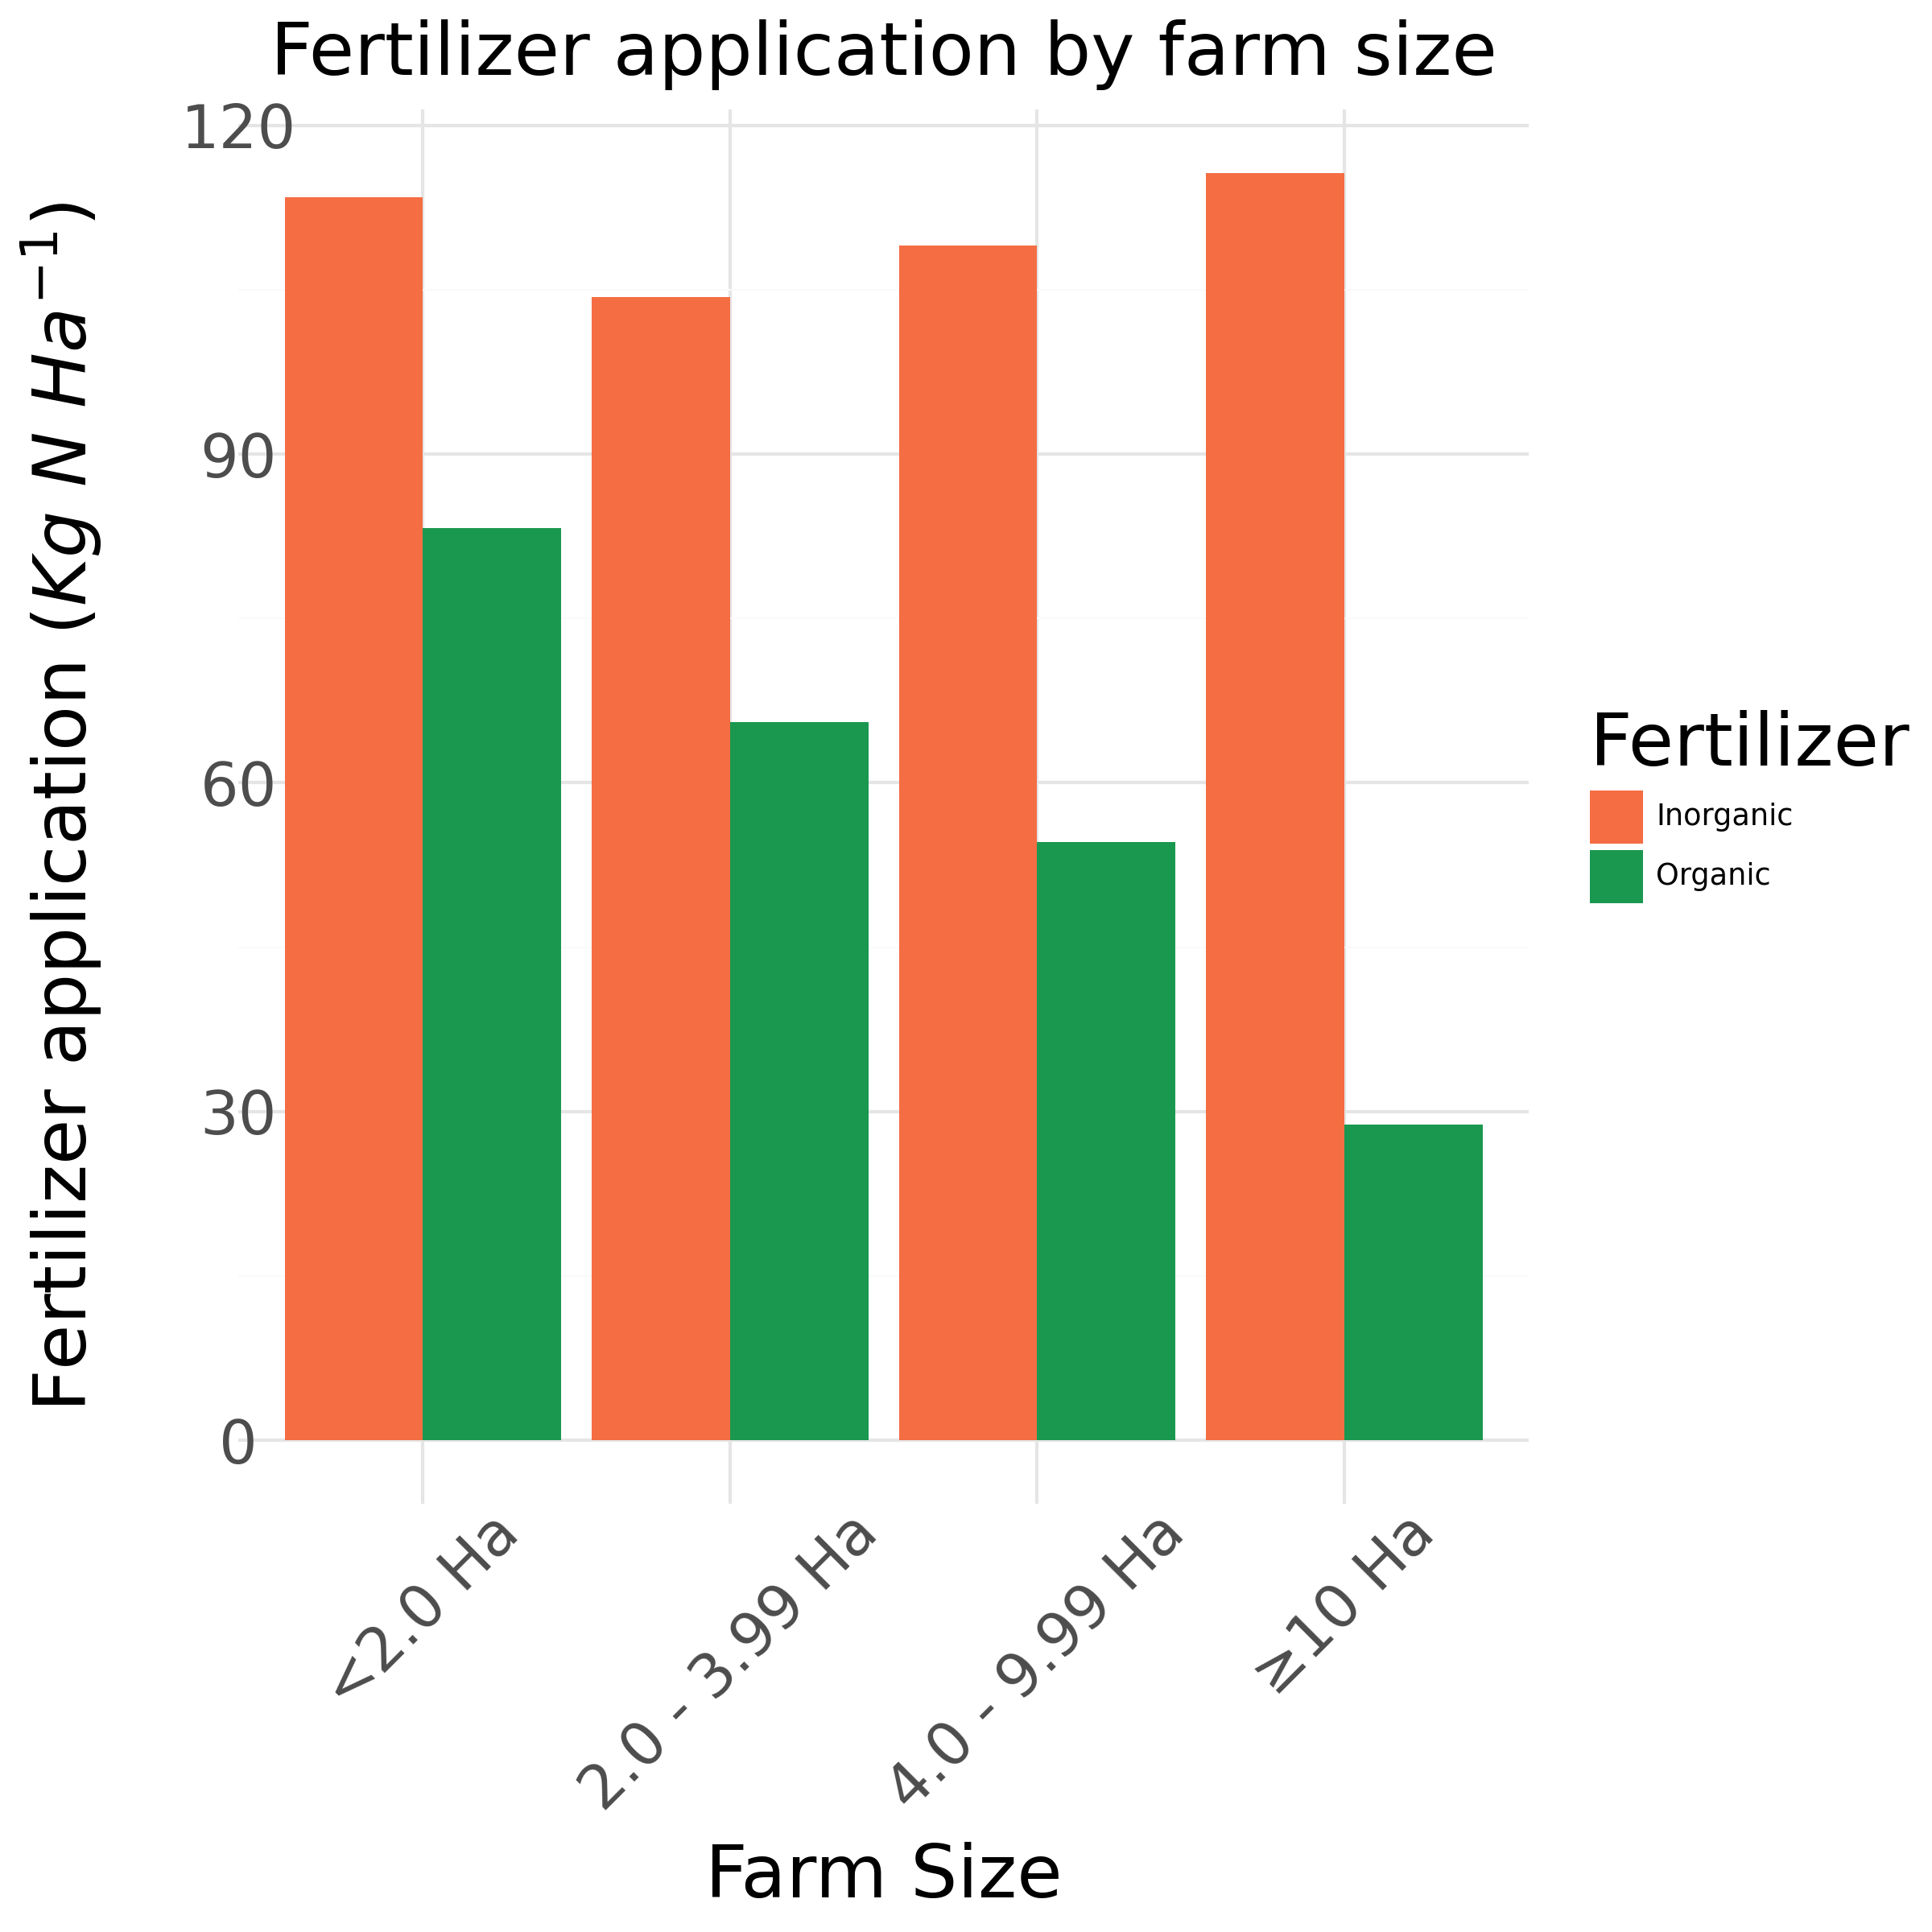 Fertilizer application by farm size
Fertilizer application (Kg N Ha⁻¹)
120
90
60
30
0
<2.0 Ha
2.0 - 3.99 Ha
4.0 - 9.99 Ha
≥10 Ha
Farm Size
Fertilizer
Inorganic
Organic